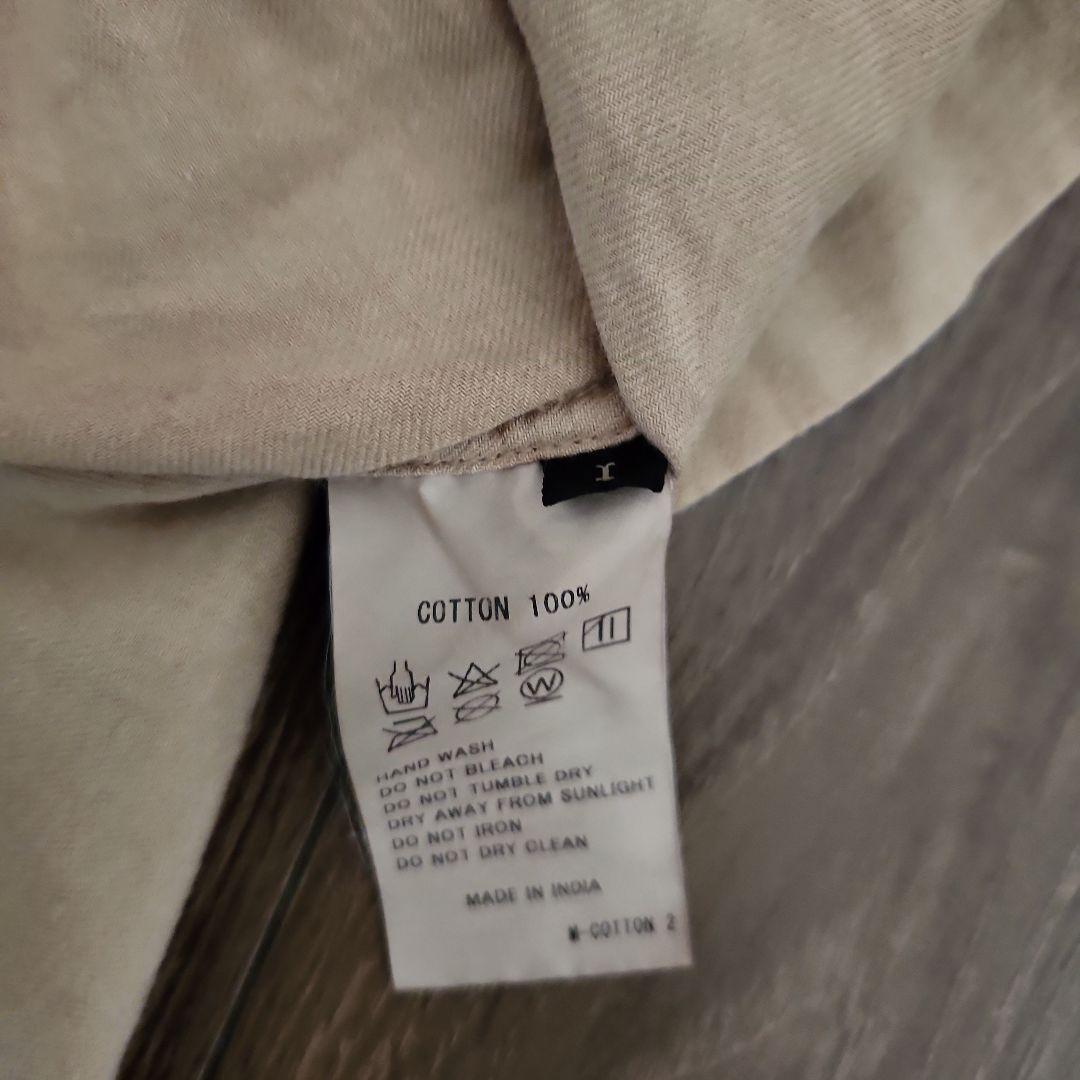 COTTON 100%
W
HAND WASH
DO NOT BLEACH
DO NOT TUMBLE DRY
DRY AWAY FROM SUNLIGHT
DO NOT IRON
DO NOT DRY CLEAN
MADE IN INDIA
M-COTTON 2